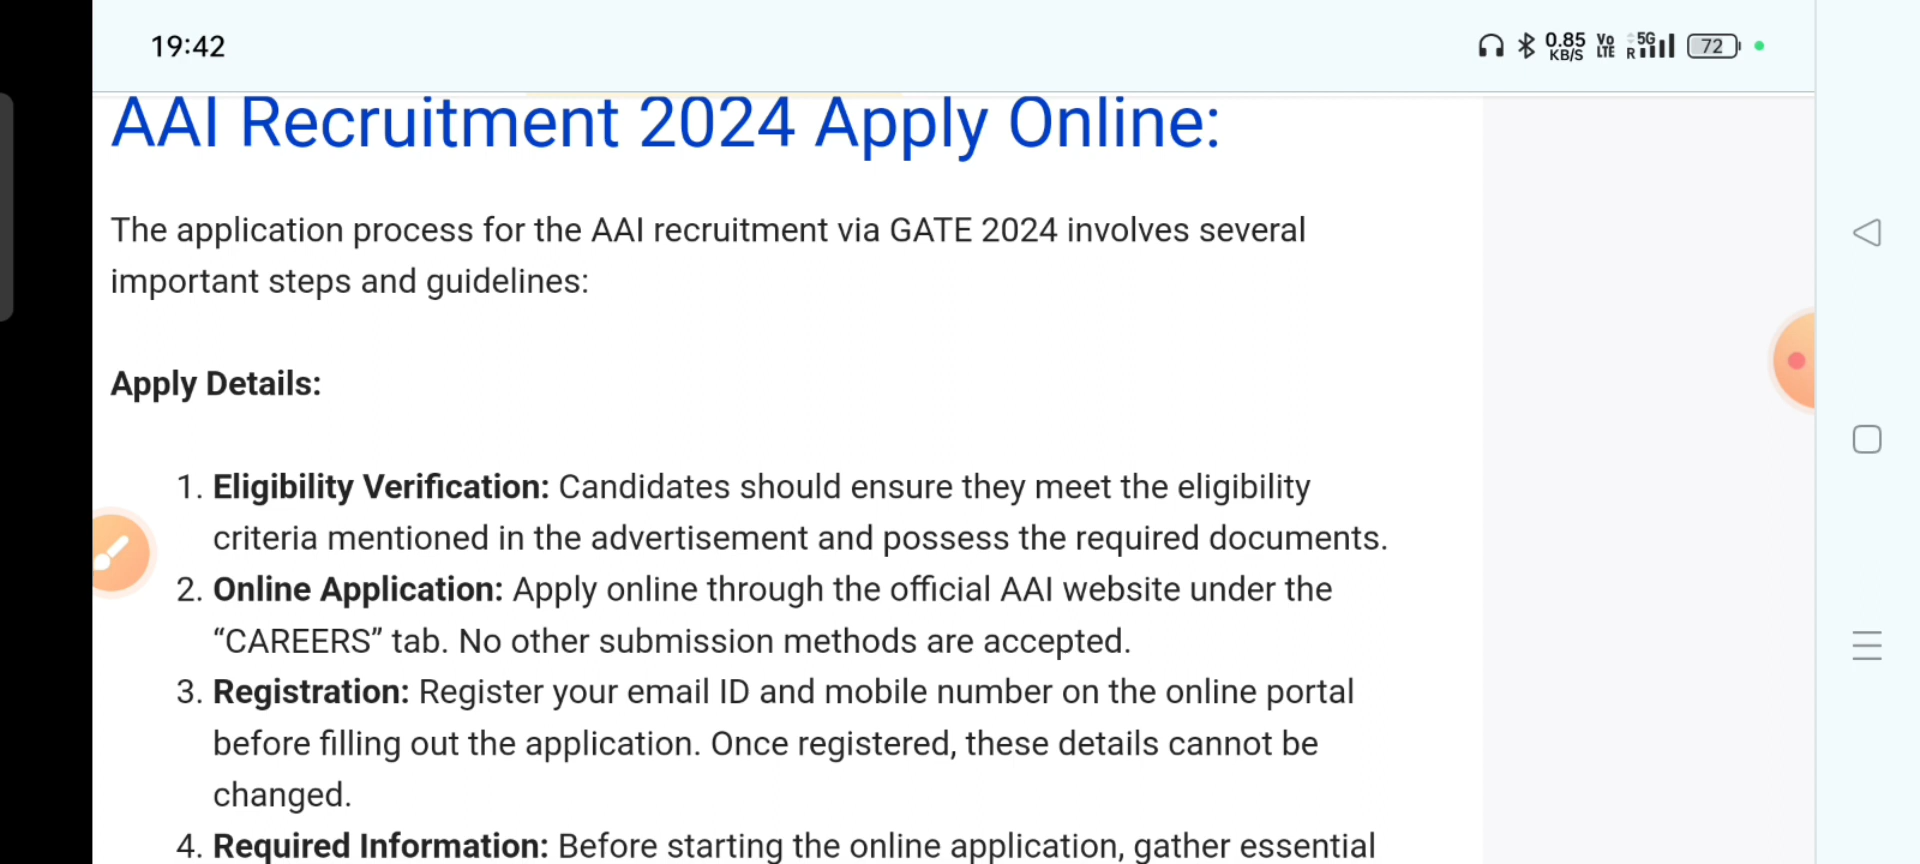 19:42
0.85 KB/S Vo LTE 5G R 72
AAI Recruitment 2024 Apply Online:
The application process for the AAI recruitment via GATE 2024 involves several
important steps and guidelines:
Apply Details:
1. Eligibility Verification: Candidates should ensure they meet the eligibility
criteria mentioned in the advertisement and possess the required documents.
2. Online Application: Apply online through the official AAI website under the
“CAREERS” tab. No other submission methods are accepted.
3. Registration: Register your email ID and mobile number on the online portal
before filling out the application. Once registered, these details cannot be
changed.
4. Required Information: Before starting the online application, gather essential